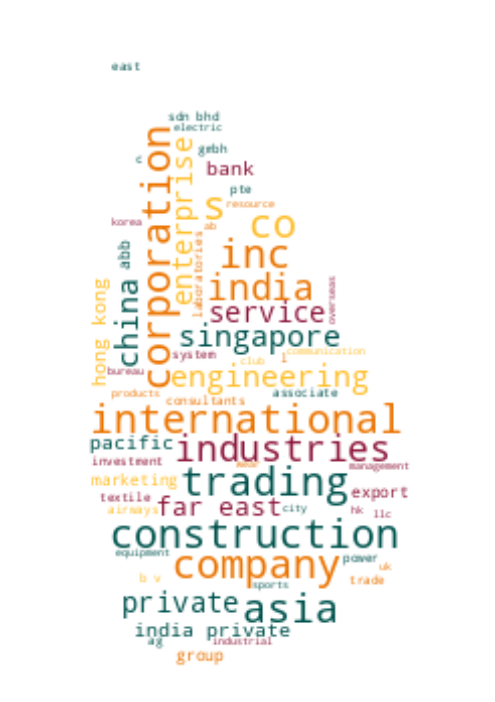 east
sdn bhd
electric
corporation
enterprise
gmbh
c
bank
pte
s
resource
korea
co
ab
laboratories
abb
inc
hong kong
china
india
overseas
service
singapore
system
communication
club
l
bureau
engineering
products
associate
consultants
international
pacific
industries
investment
wear
management
marketing
trading
textile
export
airways
far east
city
hk
llc
construction
equipment
company
power
uk
b v
sports
trade
private
asia
india private
ag
industrial
group